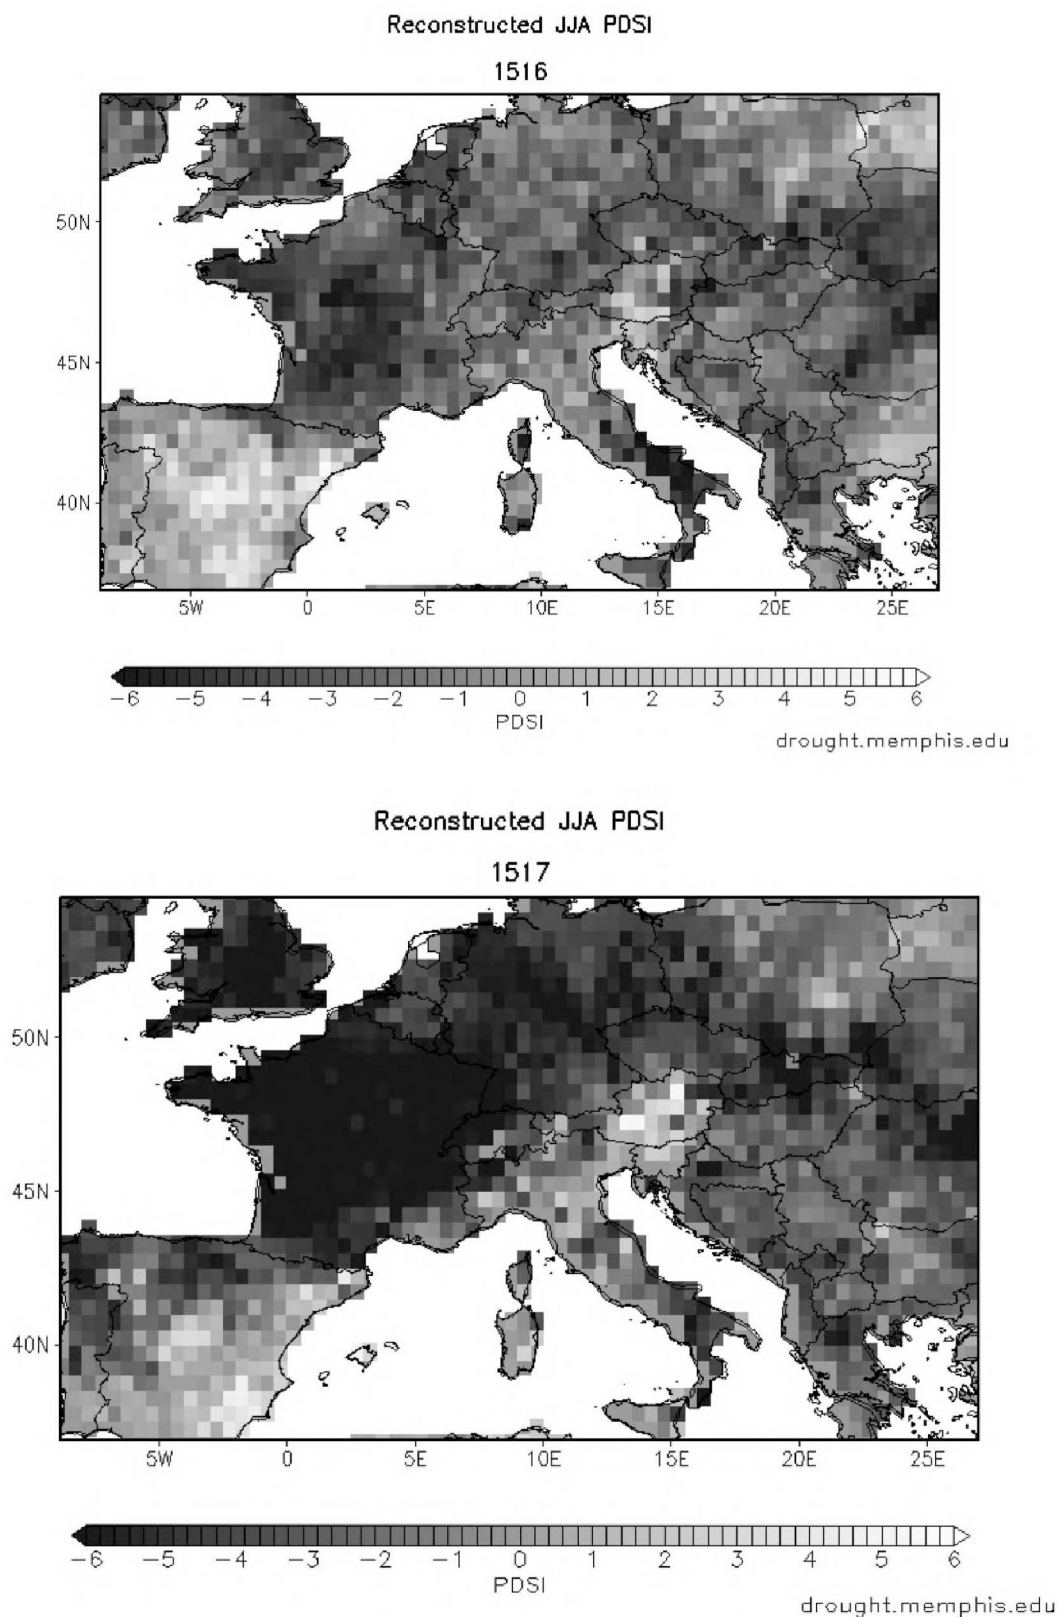 Reconstructed JJA PDSI
1516
50N
45N
40N
5W 0 5E 10E 15E 20E 25E
-6 -5 -4 -3 -2 -1 0 1 2 3 4 5 6
PDSI
drought.memphis.edu
Reconstructed JJA PDSI
1517
50N
45N
40N
5W 0 5E 10E 15E 20E 25E
-6 -5 -4 -3 -2 -1 0 1 2 3 4 5 6
PDSI
drought.memphis.edu